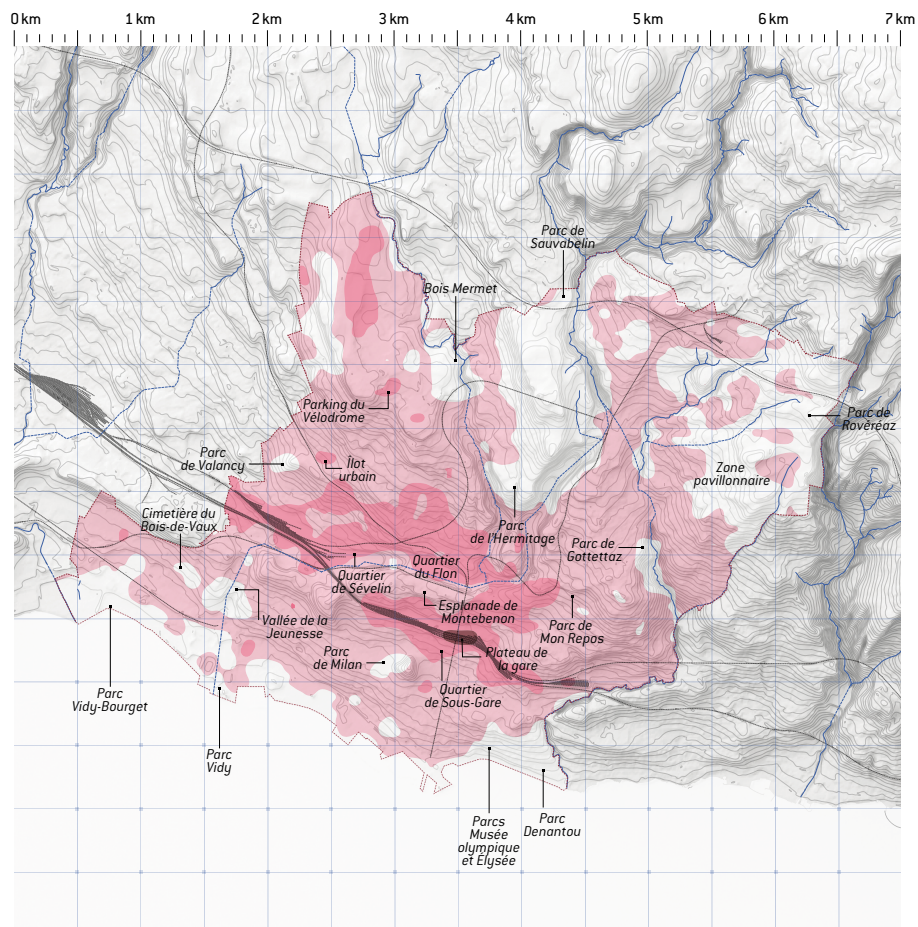 0 km 1 km 2 km 3 km 4 km 5 km 6 km 7 km
Parc de
Sauvabelin
Bois Mermet
Parking du
Vélodrome
Parc de
Rovéréaz
Parc
de Valancy
Îlot
urbain
Zone
pavillonnaire
Cimetière du
Bois-de-Vaux
Parc
de l'Hermitage
Parc de
Gottettaz
Quartier
du Flon
Quartier
de Sévelin
Esplanade de
Montebenon
Vallée de la
Jeunesse
Parc de
Mon Repos
Parc
de Milan
Plateau de
la gare
Quartier
de Sous-Gare
Parc
Vidy-Bourget
Parc
Vidy
Parcs
Musée
olympique
et Elysée
Parc
Denantou